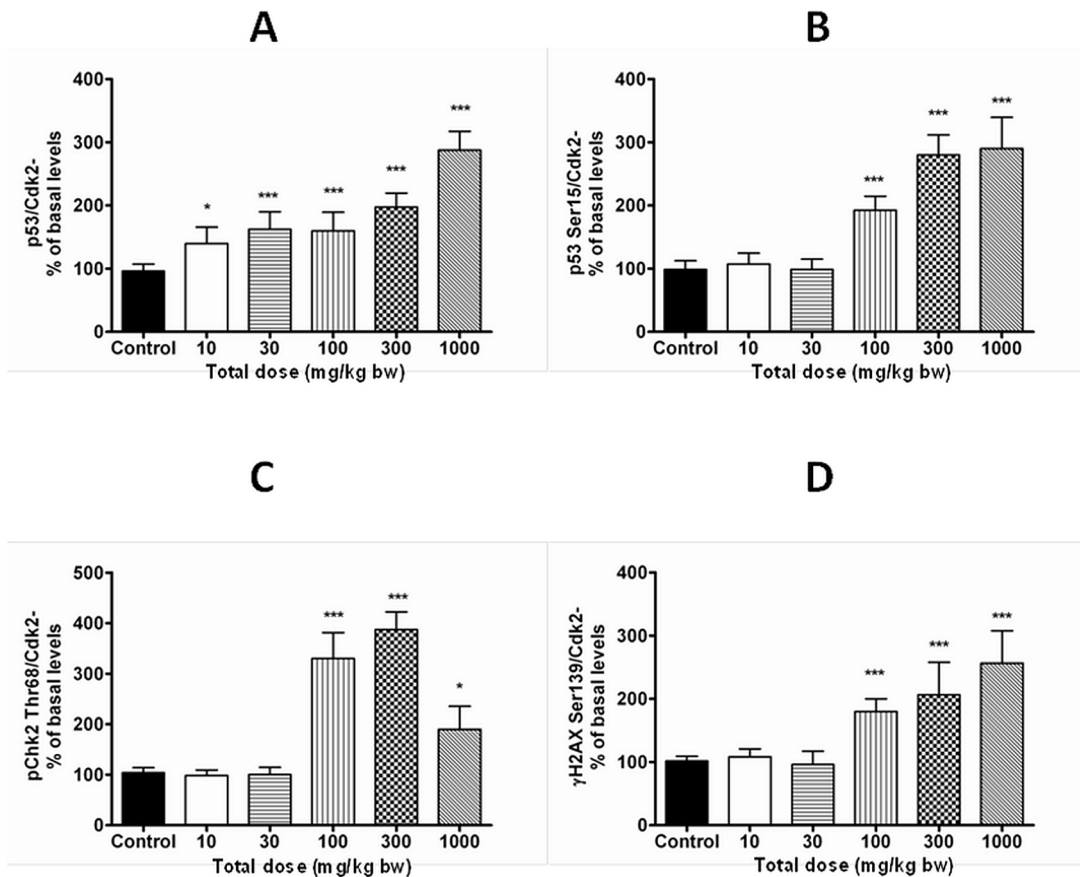 A
p53/Cdk2-
% of basal levels
400
300
200
100
0
*
***
***
***
***
Control 10 30 100 300 1000
Total dose (mg/kg bw)
B
p53 Ser15/Cdk2-
% of basal levels
400
300
200
100
0
***
***
***
Control 10 30 100 300 1000
Total dose (mg/kg bw)
C
pChk2 Thr68/Cdk2-
% of basal levels
500
400
300
200
100
0
***
***
*
Control 10 30 100 300 1000
Total dose (mg/kg bw)
D
γH2AX Ser139/Cdk2-
% of basal levels
400
300
200
100
0
***
***
***
Control 10 30 100 300 1000
Total dose (mg/kg bw)